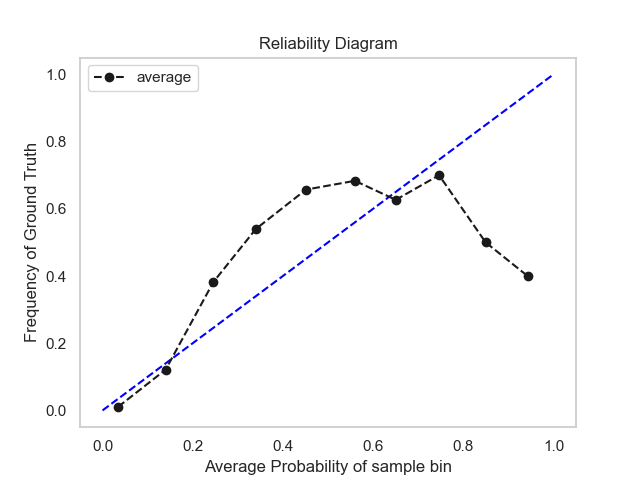 Reliability Diagram
average
1.0
0.8
0.6
0.4
0.2
0.0
Frequency of Ground Truth
0.0 0.2 0.4 0.6 0.8 1.0
Average Probability of sample bin